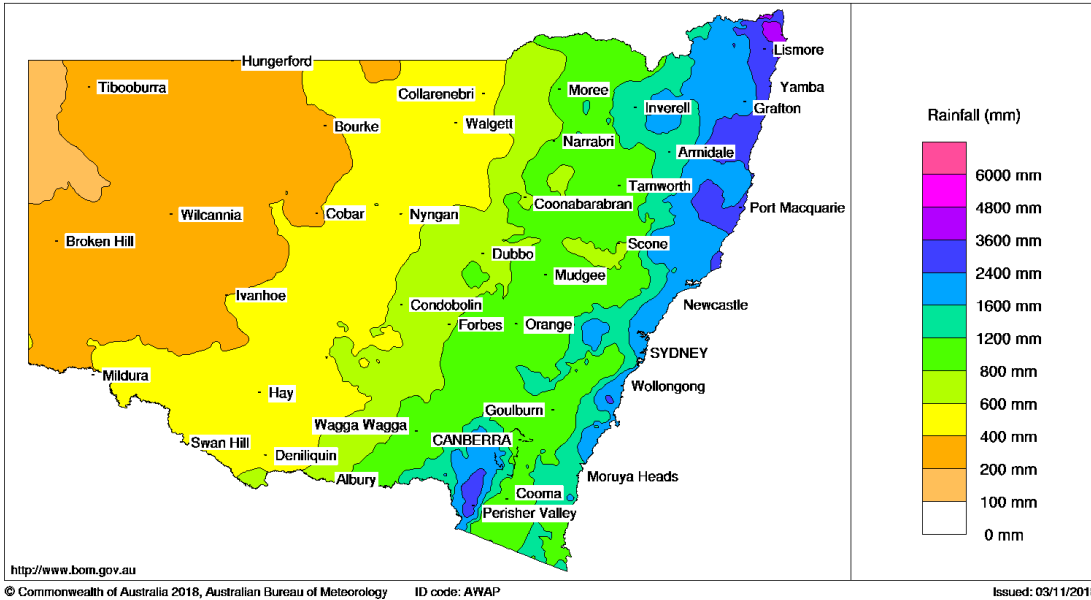 Hungerford
Tibooburra
Collarenebri
Moree
Lismore
Yamba
Inverell
Grafton
Bourke
Walgett
Narrabri
Armidale
Tamworth
Wilcannia
Cobar
Nyngan
Coonabarabran
Port Macquarie
Broken Hill
Dubbo
Scone
Mudgee
Ivanhoe
Condobolin
Newcastle
Forbes
Orange
SYDNEY
Mildura
Wollongong
Hay
Goulburn
Wagga Wagga
Swan Hill
CANBERRA
Deniliquin
Albury
Moruya Heads
Cooma
Perisher Valley
Rainfall (mm)
6000 mm
4800 mm
3600 mm
2400 mm
1600 mm
1200 mm
800 mm
600 mm
400 mm
200 mm
100 mm
0 mm
http://www.bom.gov.au
© Commonwealth of Australia 2018, Australian Bureau of Meteorology ID code: AWAP Issued: 03/11/201